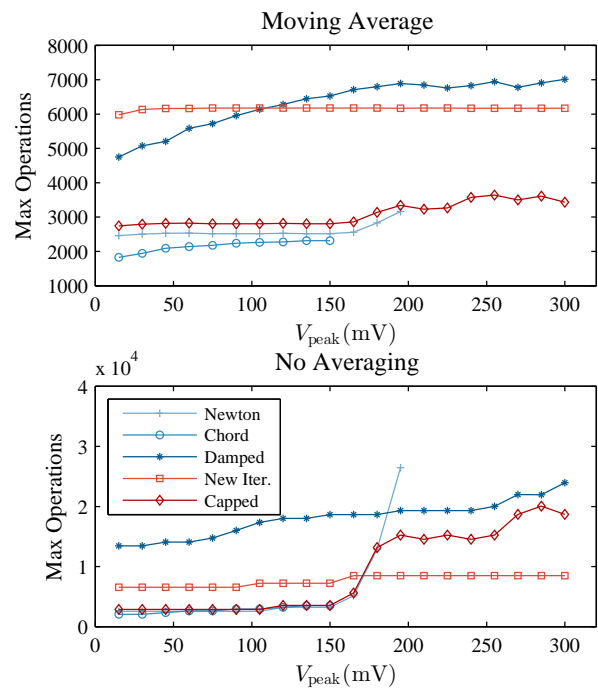 Moving Average
8000
7000
6000
5000
4000
3000
2000
1000
Max Operations
0 50 100 150 200 250 300
V_peak (mV)
No Averaging
x 10^4
4
3
2
1
0
Max Operations
Newton
Chord
Damped
New Iter.
Capped
0 50 100 150 200 250 300
V_peak (mV)